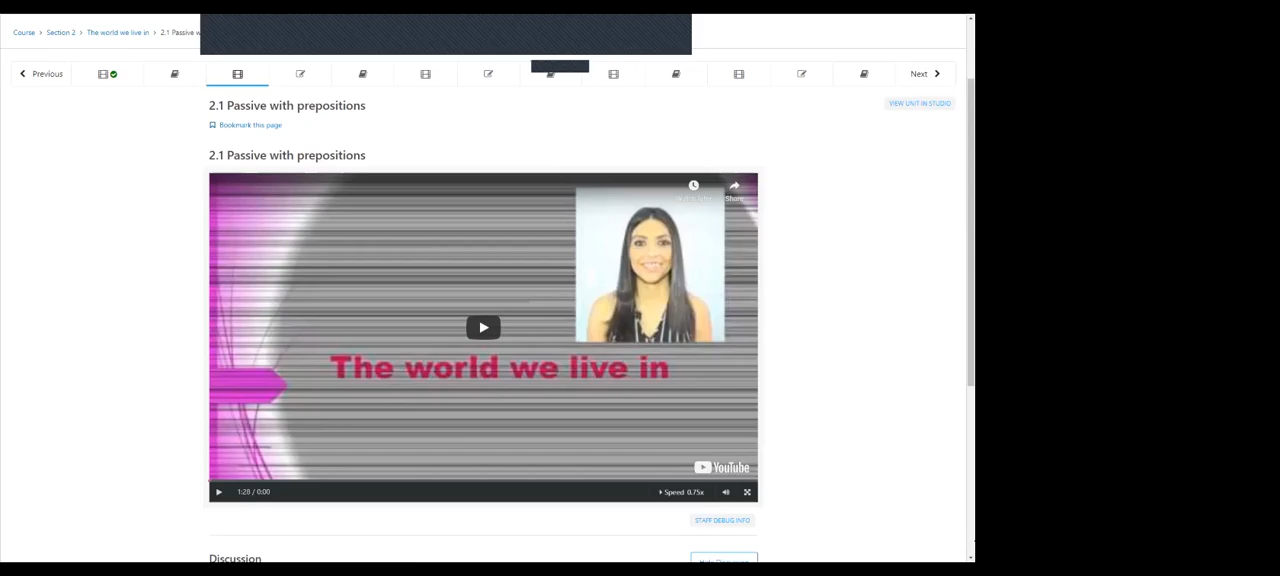 Course > Section 2 > The world we live in > 2.1 Passive
Previous
Next
2.1 Passive with prepositions
VIEW UNIT IN STUDIO
Bookmark this page
2.1 Passive with prepositions
Share
The world we live in
YouTube
1:28 / 0:00
Speed 0.75x
STAFF DEBUG INFO
Discussion